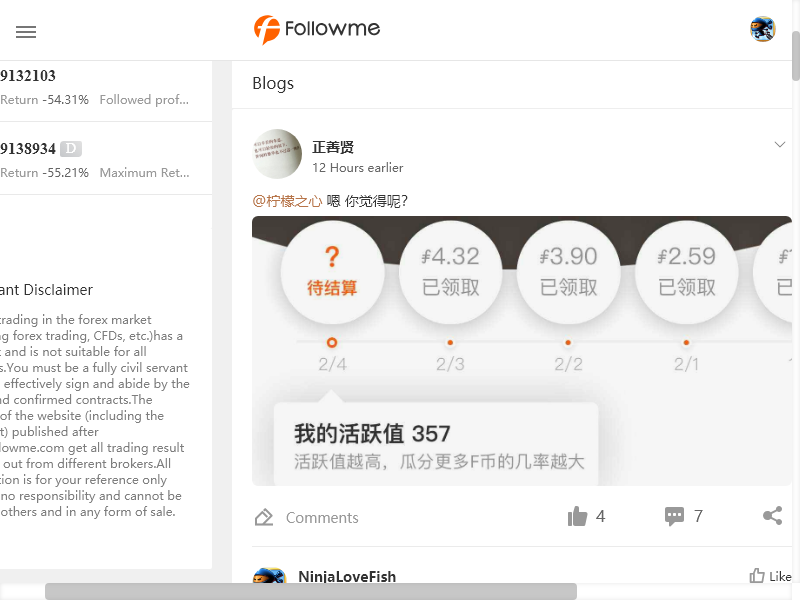 Followme
9132103
Return -54.31% Followed prof...
9138934 D
Return -55.21% Maximum Ret...
ant Disclaimer
trading in the forex market
ng forex trading, CFDs, etc.)has a
and is not suitable for all
s.You must be a fully civil servant
effectively sign and abide by the
nd confirmed contracts.The
of the website (including the
t) published after
lowme.com get all trading result
out from different brokers.All
tion is for your reference only
no responsibility and cannot be
others and in any form of sale.
Blogs
正善贤
12 Hours earlier
@柠檬之心 嗯 你觉得呢?
? 待结算
4.32 已领取
3.90 已领取
2.59 已领取
已
2/4 2/3 2/2 2/1
我的活跃值 357
活跃值越高，瓜分更多F币的几率越大
Comments 4 7
NinjaLoveFish Like